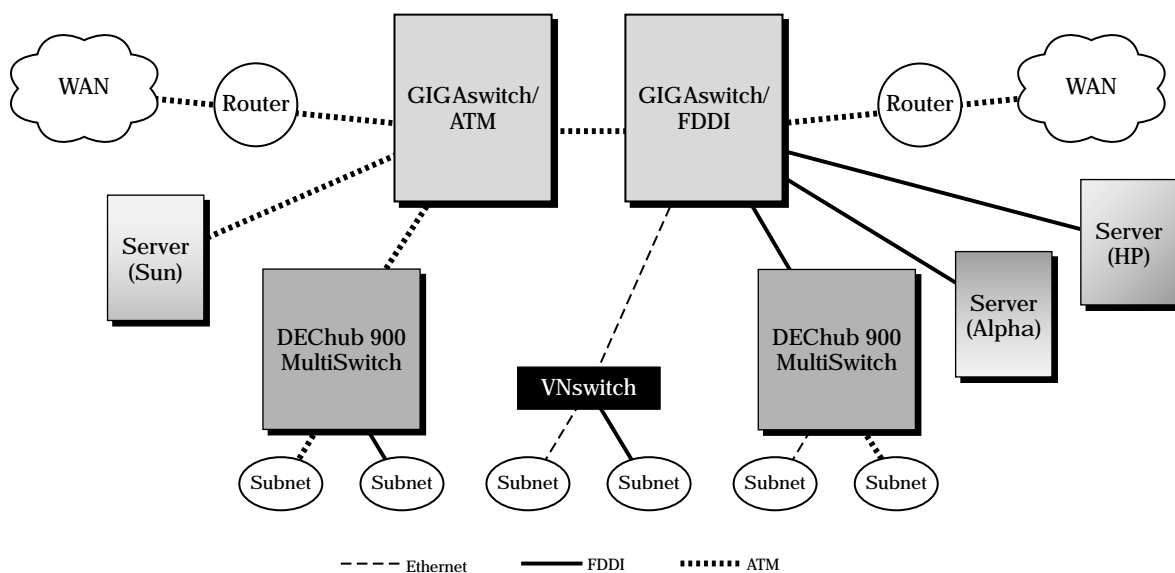 WAN
Router
GIGAswitch/
ATM
GIGAswitch/
FDDI
Router
WAN
Server
(Sun)
Server
(HP)
Server
(Alpha)
DEChub 900
MultiSwitch
DEChub 900
MultiSwitch
VNswitch
Subnet
Subnet
Subnet
Subnet
Subnet
Subnet
Ethernet
FDDI
ATM